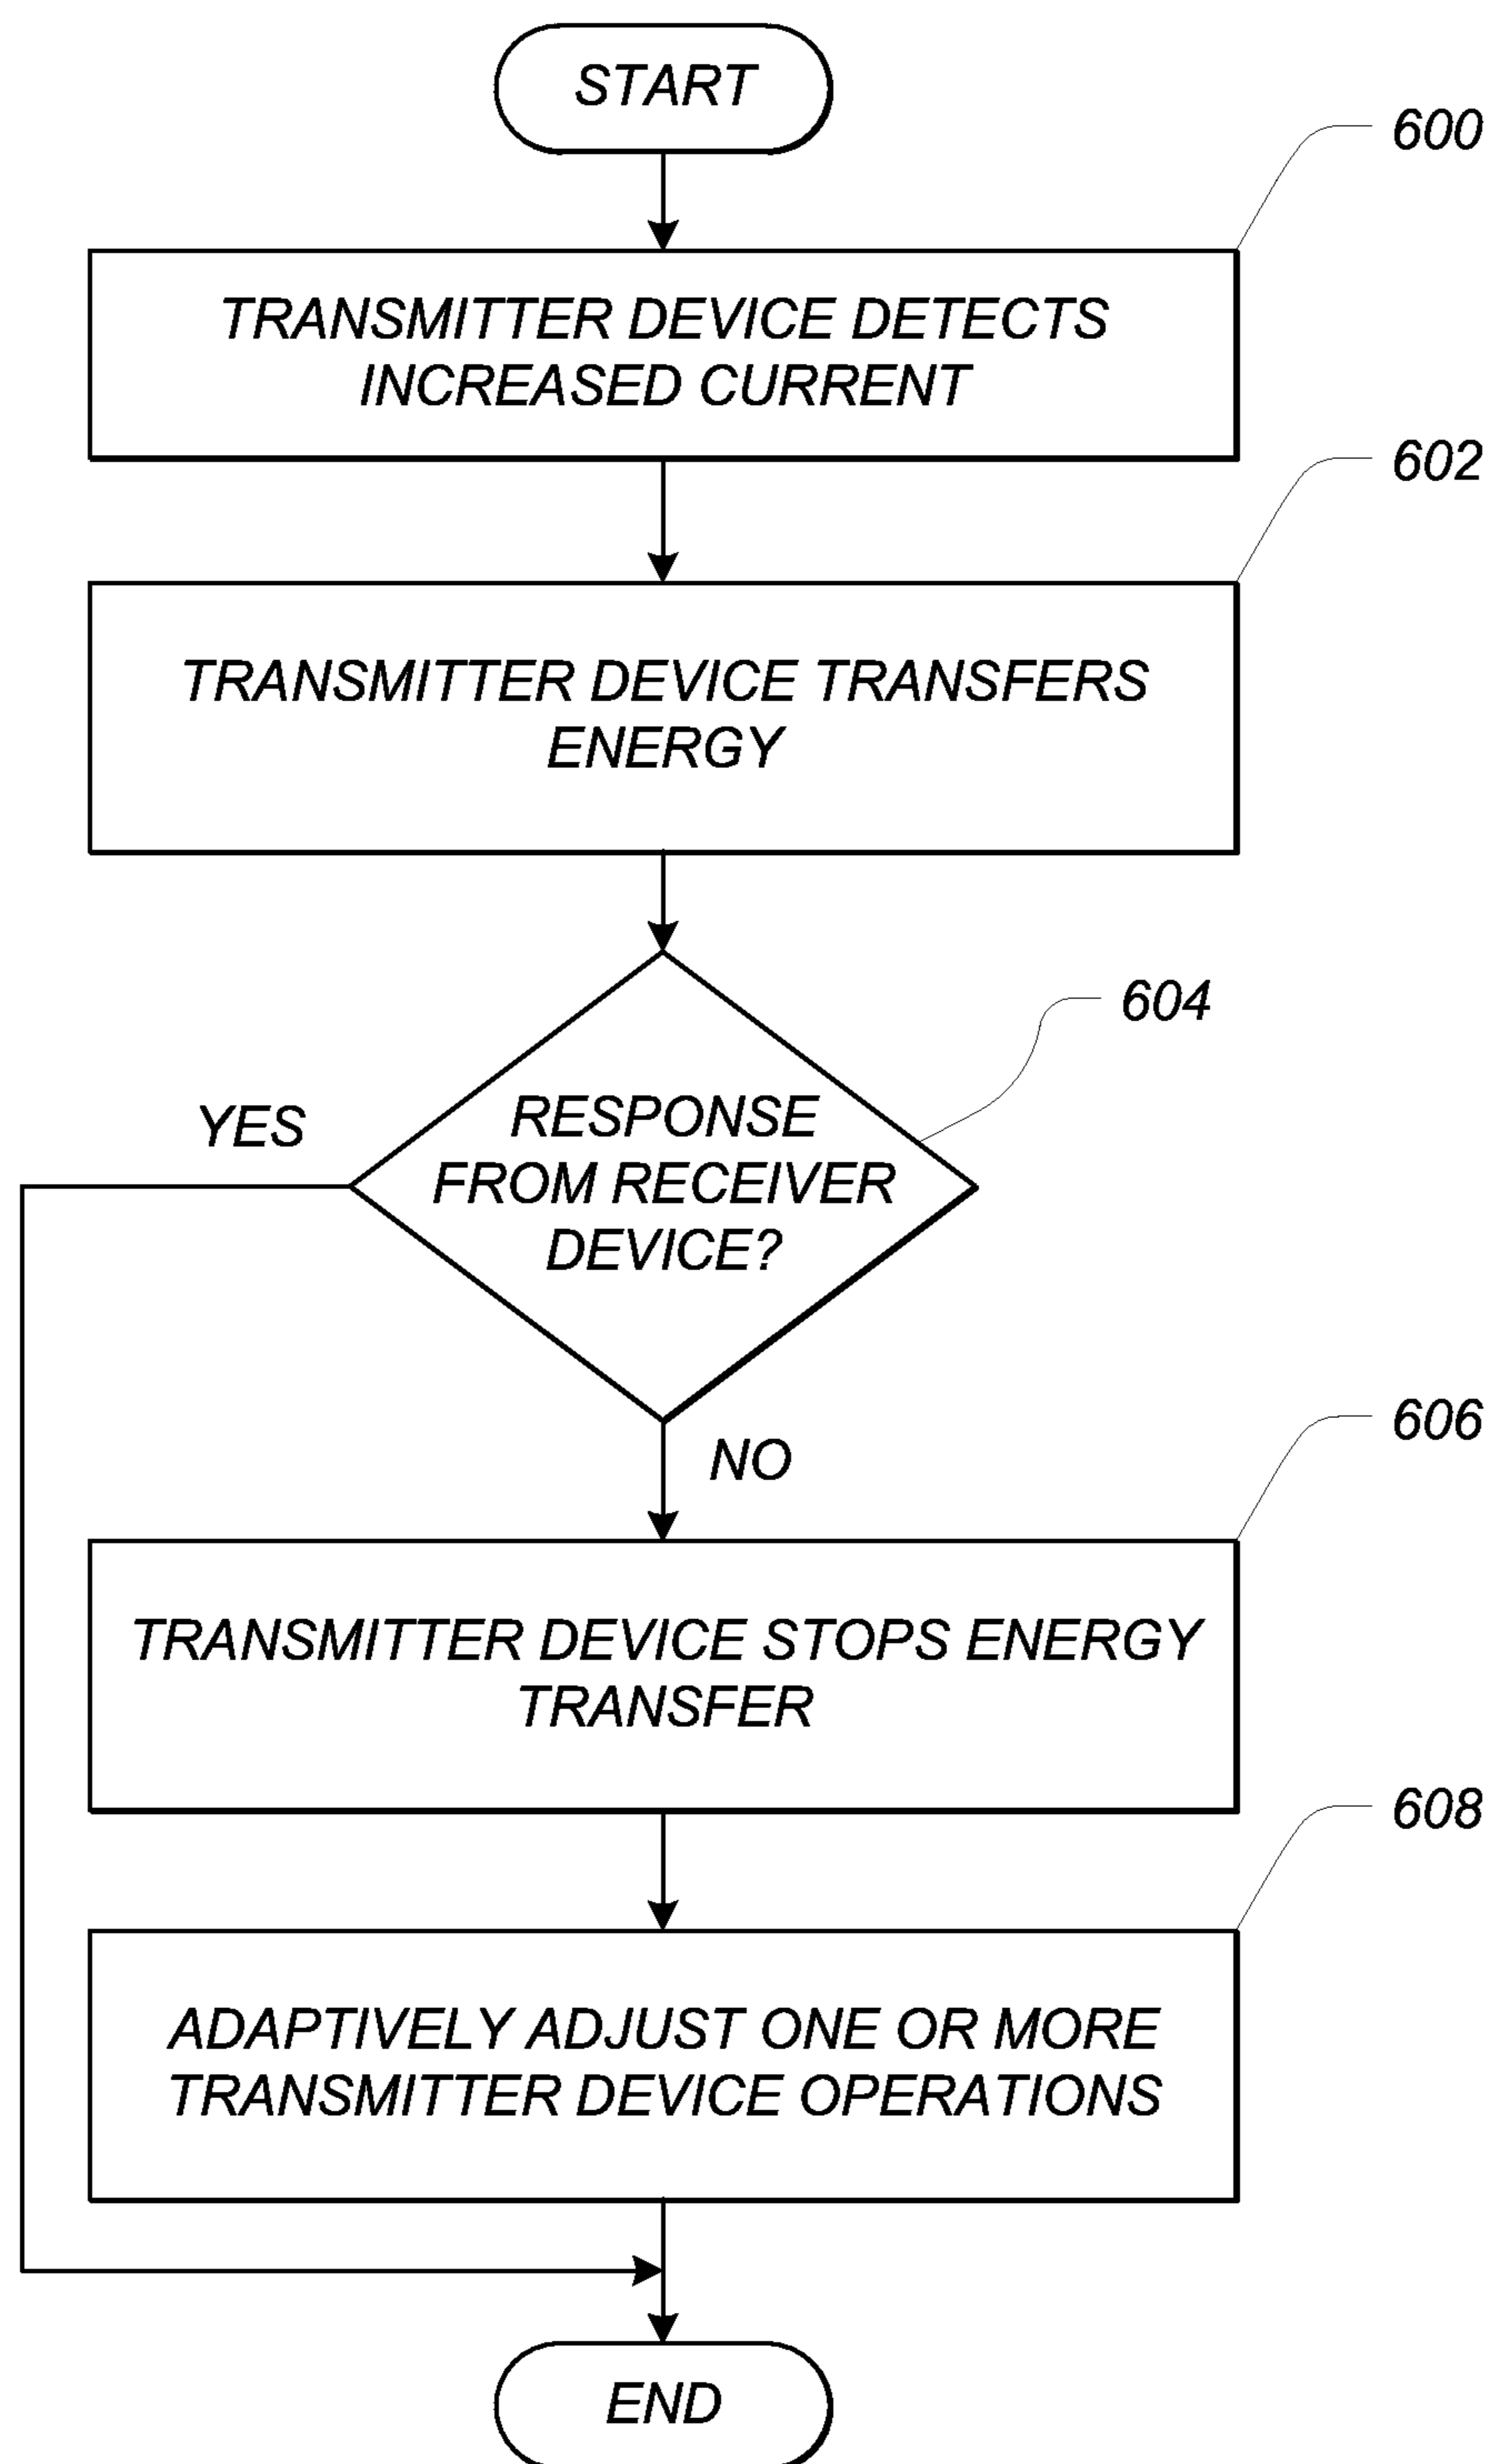 START
600
TRANSMITTER DEVICE DETECTS
INCREASED CURRENT
602
TRANSMITTER DEVICE TRANSFERS
ENERGY
604
YES
RESPONSE
FROM RECEIVER
DEVICE?
NO
606
TRANSMITTER DEVICE STOPS ENERGY
TRANSFER
608
ADAPTIVELY ADJUST ONE OR MORE
TRANSMITTER DEVICE OPERATIONS
END